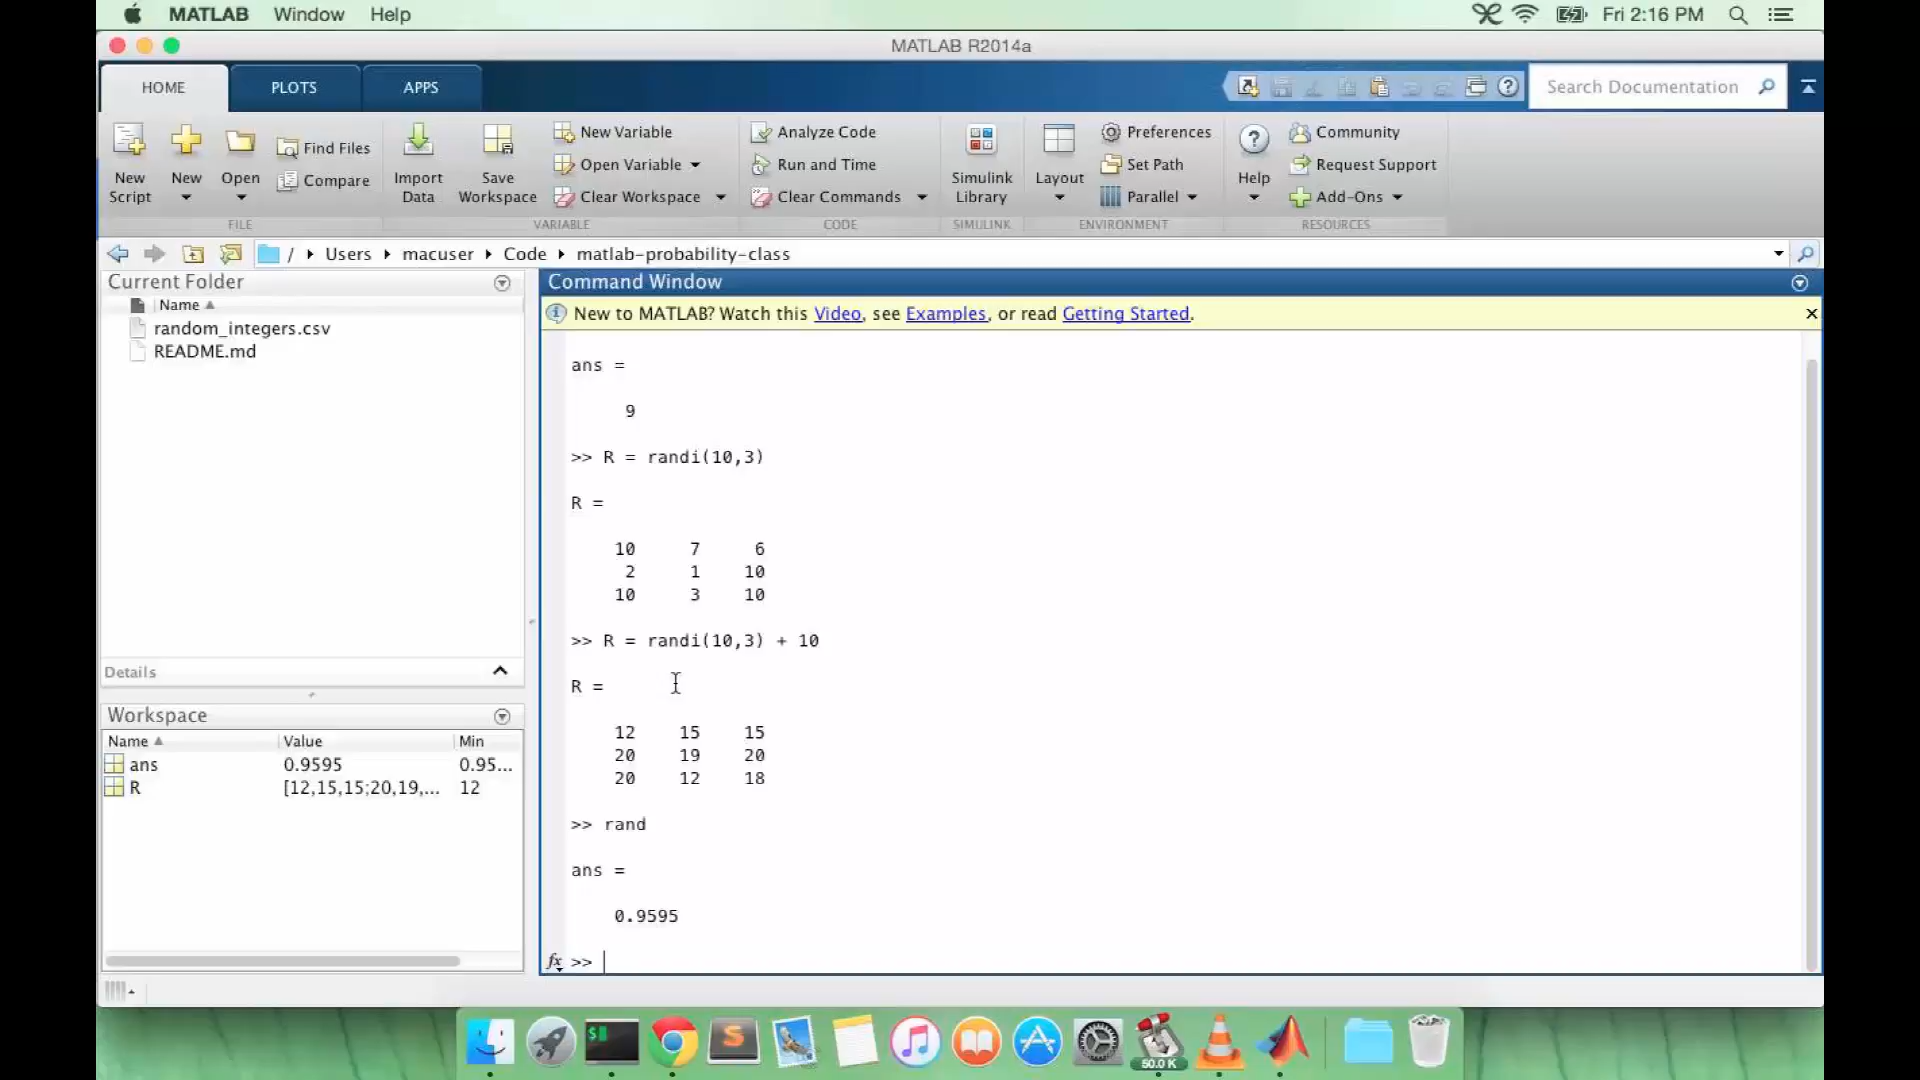 MATLAB Window Help Fri 2:16 PM
MATLAB R2014a
HOME PLOTS APPS Search Documentation
New Script New Open Find Files Compare Import Data Save Workspace New Variable Open Variable Clear Workspace Analyze Code Run and Time Clear Commands Simulink Library Layout Preferences Set Path Parallel Help Community Request Support Add-Ons
FILE VARIABLE CODE SIMULINK ENVIRONMENT RESOURCES
/ Users macuser Code matlab-probability-class
Current Folder
Name
random_integers.csv
README.md
Details
Workspace
Name Value Min
ans 0.9595 0.95...
R [12,15,15;20,19,... 12
Command Window
New to MATLAB? Watch this Video, see Examples, or read Getting Started.
ans =
9
>> R = randi(10,3)
R =
10 7 6
2 1 10
10 3 10
>> R = randi(10,3) + 10
R =
12 15 15
20 19 20
20 12 18
>> rand
ans =
0.9595
fx >>
50.0 K